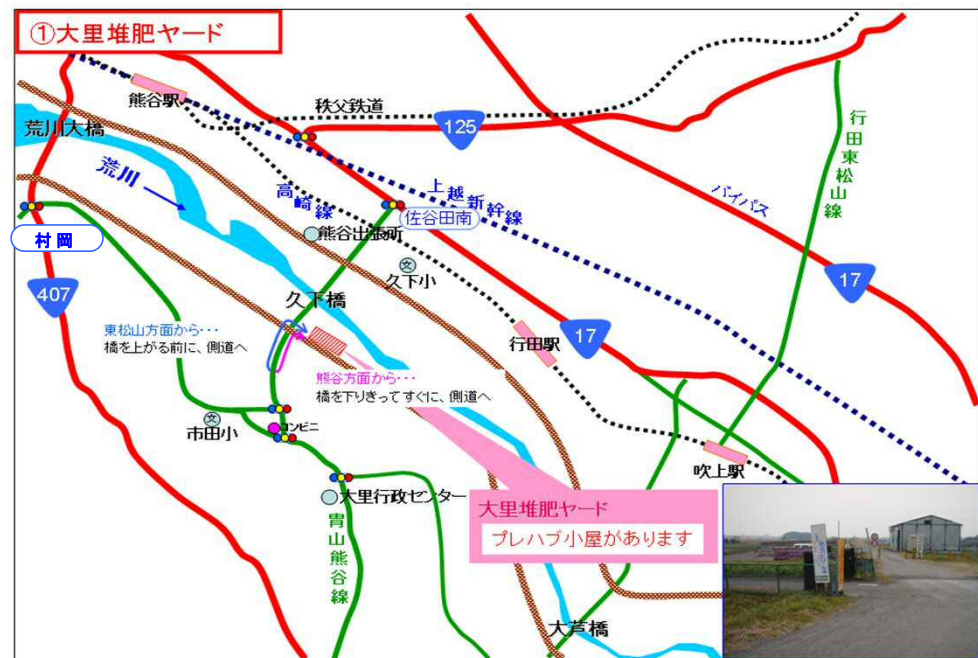 ①大里堆肥ヤード
熊谷駅
秩父鉄道
125
荒川大橋
荒川
高崎線
上越新幹線
行田東松山線
バイパス
佐谷田南
熊谷出張所
村岡
文
久下小
407
久下橋
17
17
行田駅
東松山方面から・・・
橋を上がる前に、側道へ
熊谷方面から・・・
橋を下りきってすぐに、側道へ
文
市田小
コンビニ
吹上駅
大里行政センター
大里堆肥ヤード
プレハブ小屋があります
冑山熊谷線
大芦橋